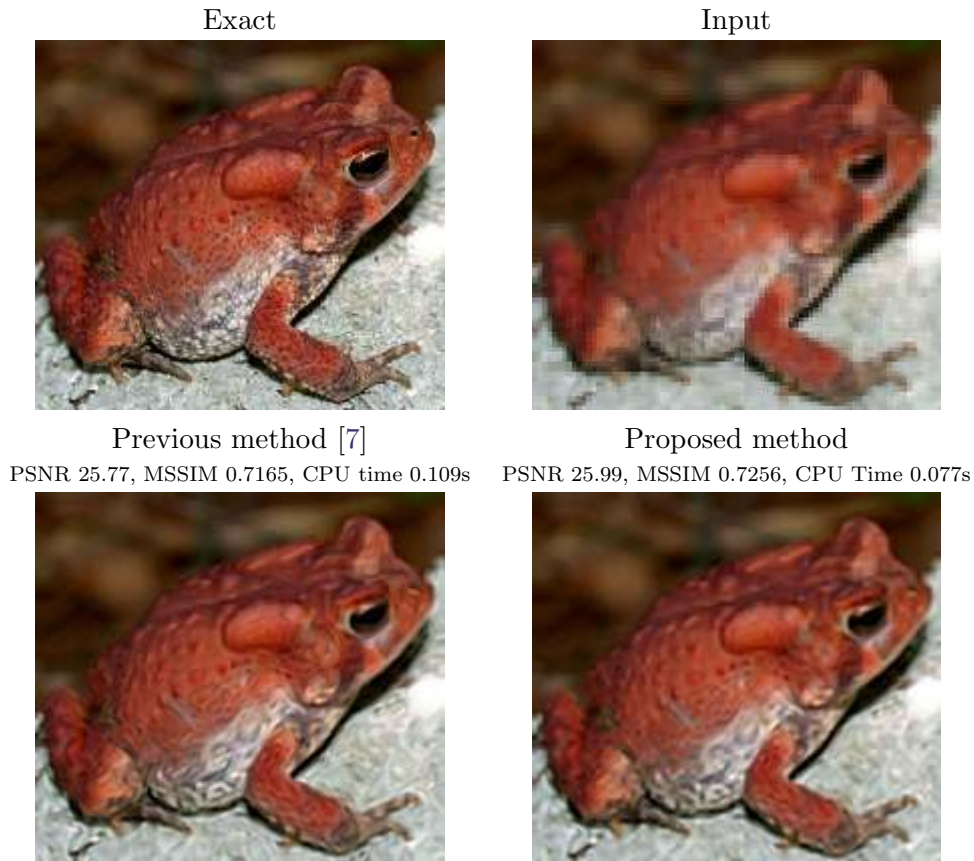 Exact
Input
Previous method [7]
Proposed method
PSNR 25.77, MSSIM 0.7165, CPU time 0.109s
PSNR 25.99, MSSIM 0.7256, CPU Time 0.077s